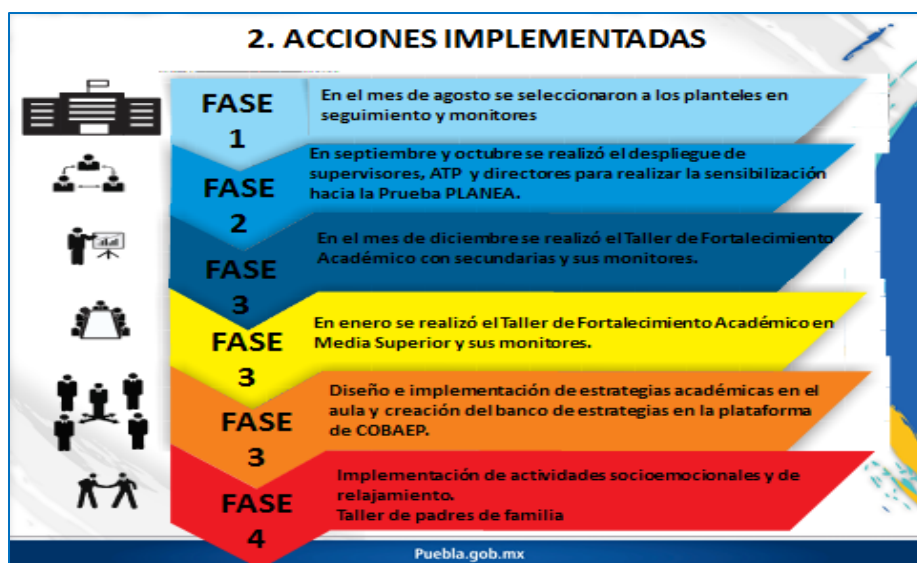 2. ACCIONES IMPLEMENTADAS
FASE
1
En el mes de agosto se seleccionaron a los planteles en
seguimiento y monitores
FASE
2
En septiembre y octubre se realizó el despliegue de
supervisores, ATP y directores para realizar la sensibilización
hacia la Prueba PLANEA.
FASE
3
En el mes de diciembre se realizó el Taller de Fortalecimiento
Académico con secundarias y sus monitores.
FASE
3
En enero se realizó el Taller de Fortalecimiento Académico en
Media Superior y sus monitores.
FASE
3
Diseño e implementación de estrategias académicas en el
aula y creación del banco de estrategias en la plataforma
de COBAEP.
FASE
4
Implementación de actividades socioemocionales y de
relajamiento.
Taller de padres de familia
Puebla.gob.mx